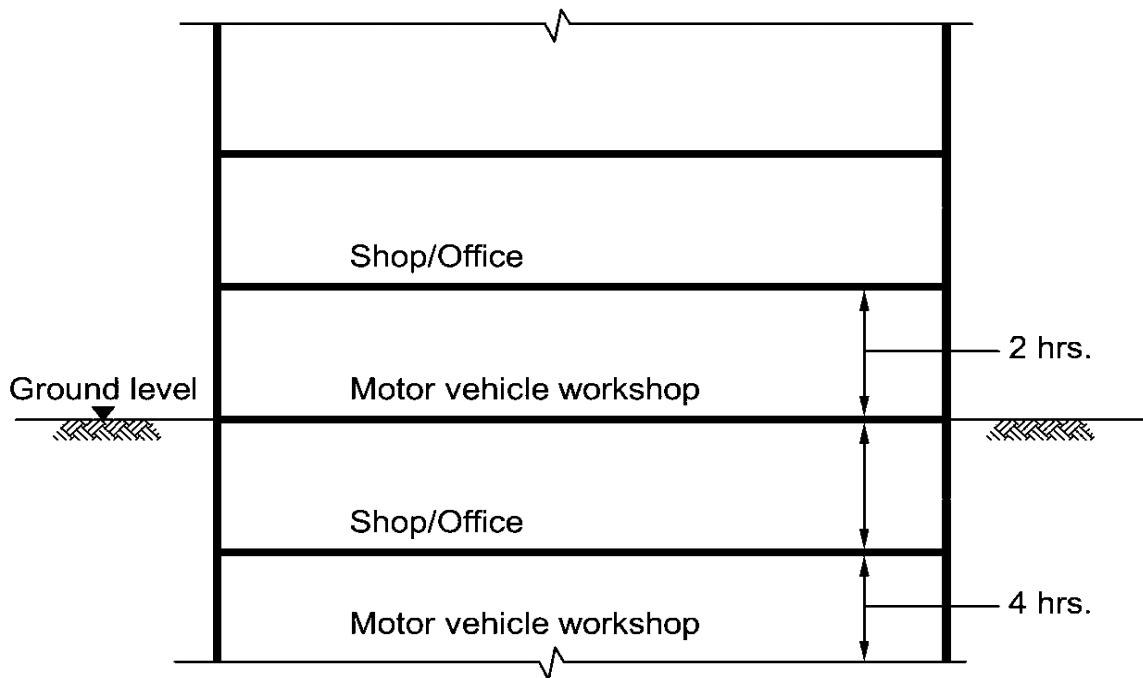 Shop/Office
2 hrs.
Ground level
Motor vehicle workshop
Shop/Office
4 hrs.
Motor vehicle workshop